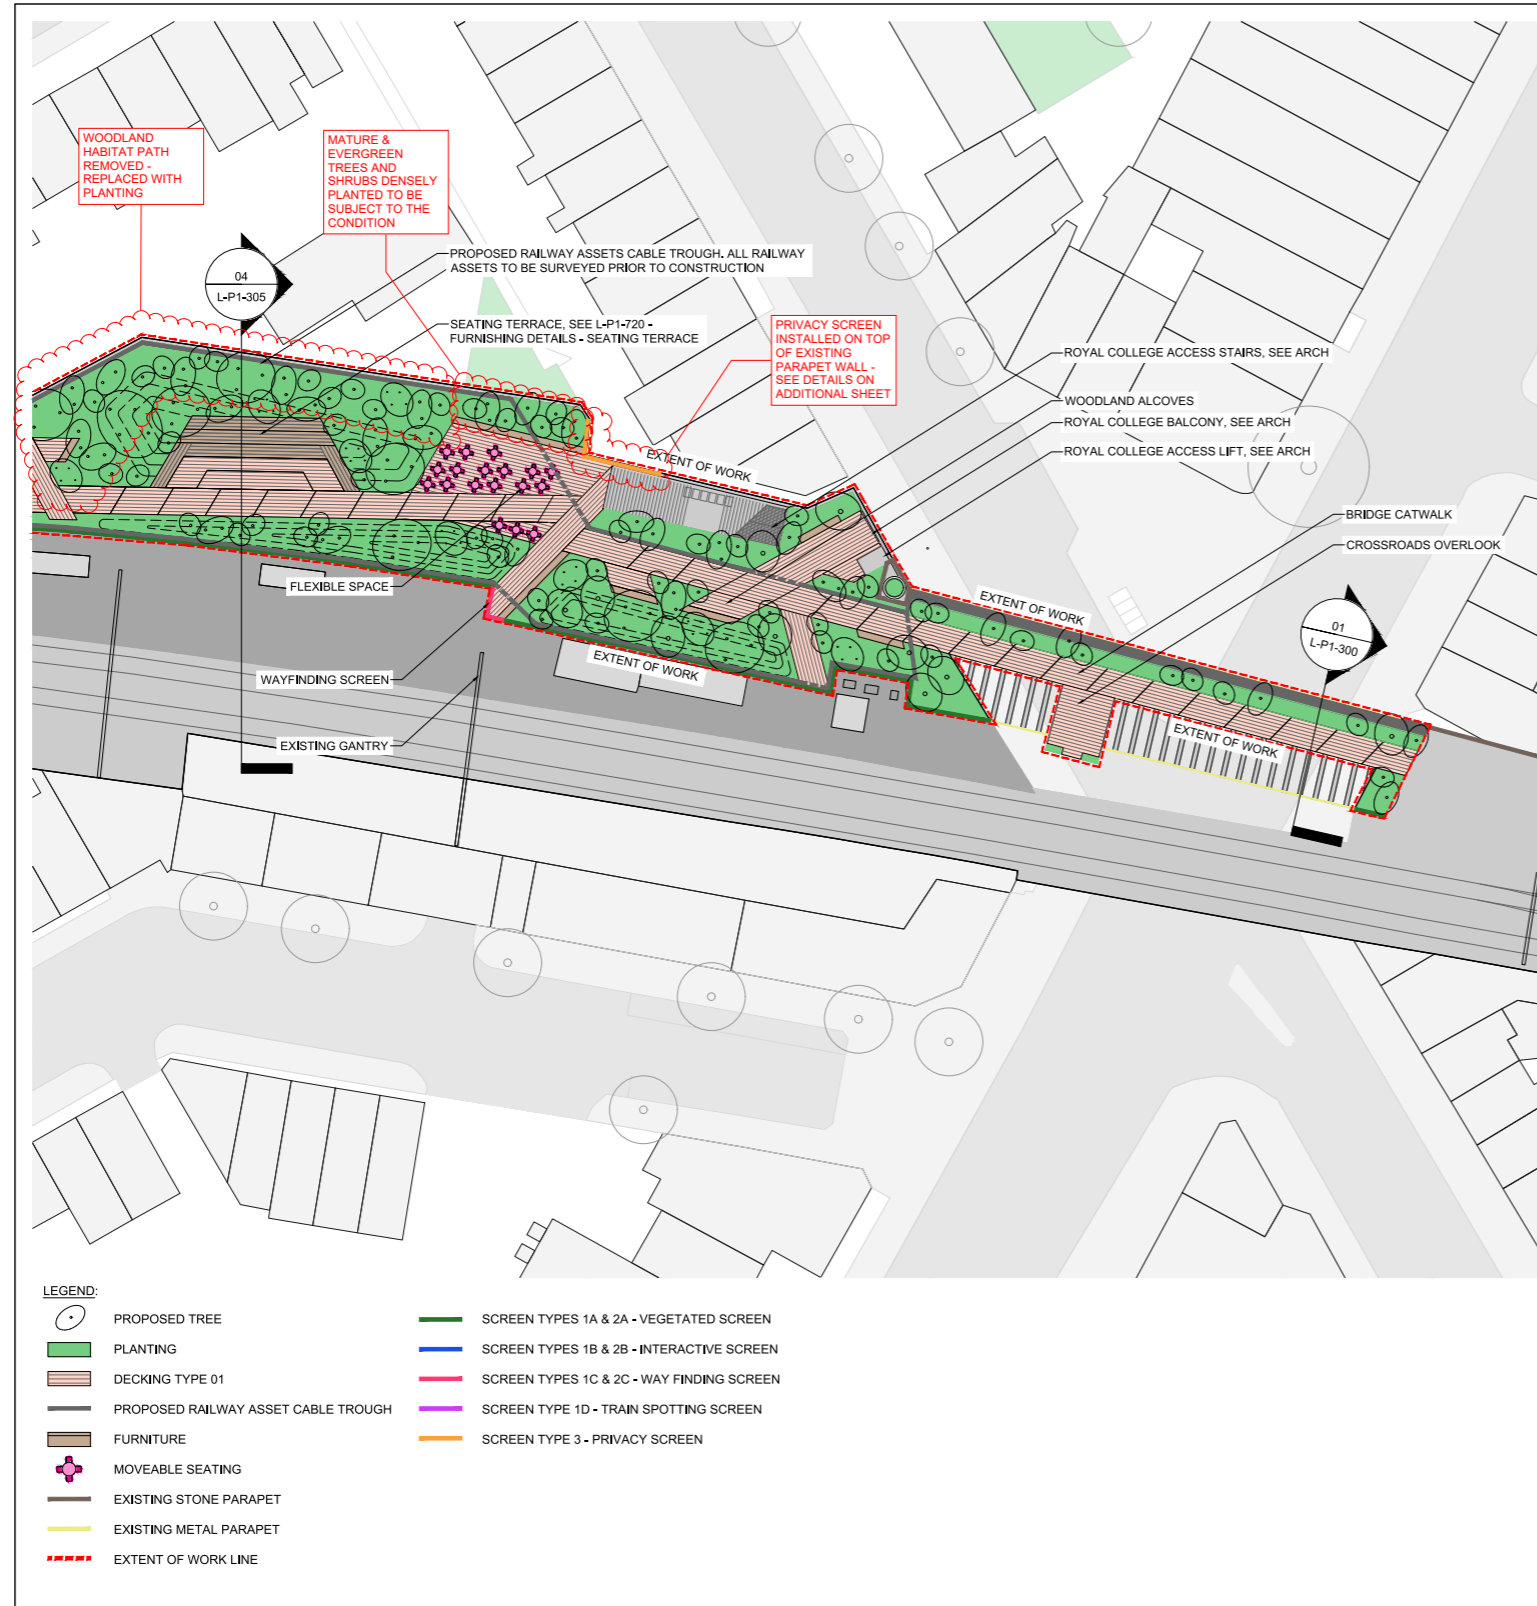 WOODLAND
HABITAT PATH
REMOVED -
REPLACED WITH
PLANTING
MATURE &
EVERGREEN
TREES AND
SHRUBS DENSELY
PLANTED TO BE
SUBJECT TO THE
CONDITION
04
L-P1-305
PROPOSED RAILWAY ASSETS CABLE TROUGH. ALL RAILWAY
ASSETS TO BE SURVEYED PRIOR TO CONSTRUCTION
SEATING TERRACE, SEE L-P1-720 -
FURNISHING DETAILS - SEATING TERRACE
PRIVACY SCREEN
INSTALLED ON TOP
OF EXISTING
PARAPET WALL -
SEE DETAILS ON
ADDITIONAL SHEET
ROYAL COLLEGE ACCESS STAIRS, SEE ARCH
WOODLAND ALCOVES
ROYAL COLLEGE BALCONY, SEE ARCH
ROYAL COLLEGE ACCESS LIFT, SEE ARCH
EXTENT OF WORK
BRIDGE CATWALK
CROSSROADS OVERLOOK
FLEXIBLE SPACE
EXTENT OF WORK
01
L-P1-300
WAYFINDING SCREEN
EXTENT OF WORK
EXISTING GANTRY
EXTENT OF WORK
LEGEND:
PROPOSED TREE
PLANTING
DECKING TYPE 01
PROPOSED RAILWAY ASSET CABLE TROUGH
FURNITURE
MOVEABLE SEATING
EXISTING STONE PARAPET
EXISTING METAL PARAPET
EXTENT OF WORK LINE
SCREEN TYPES 1A & 2A - VEGETATED SCREEN
SCREEN TYPES 1B & 2B - INTERACTIVE SCREEN
SCREEN TYPES 1C & 2C - WAY FINDING SCREEN
SCREEN TYPE 1D - TRAIN SPOTTING SCREEN
SCREEN TYPE 3 - PRIVACY SCREEN